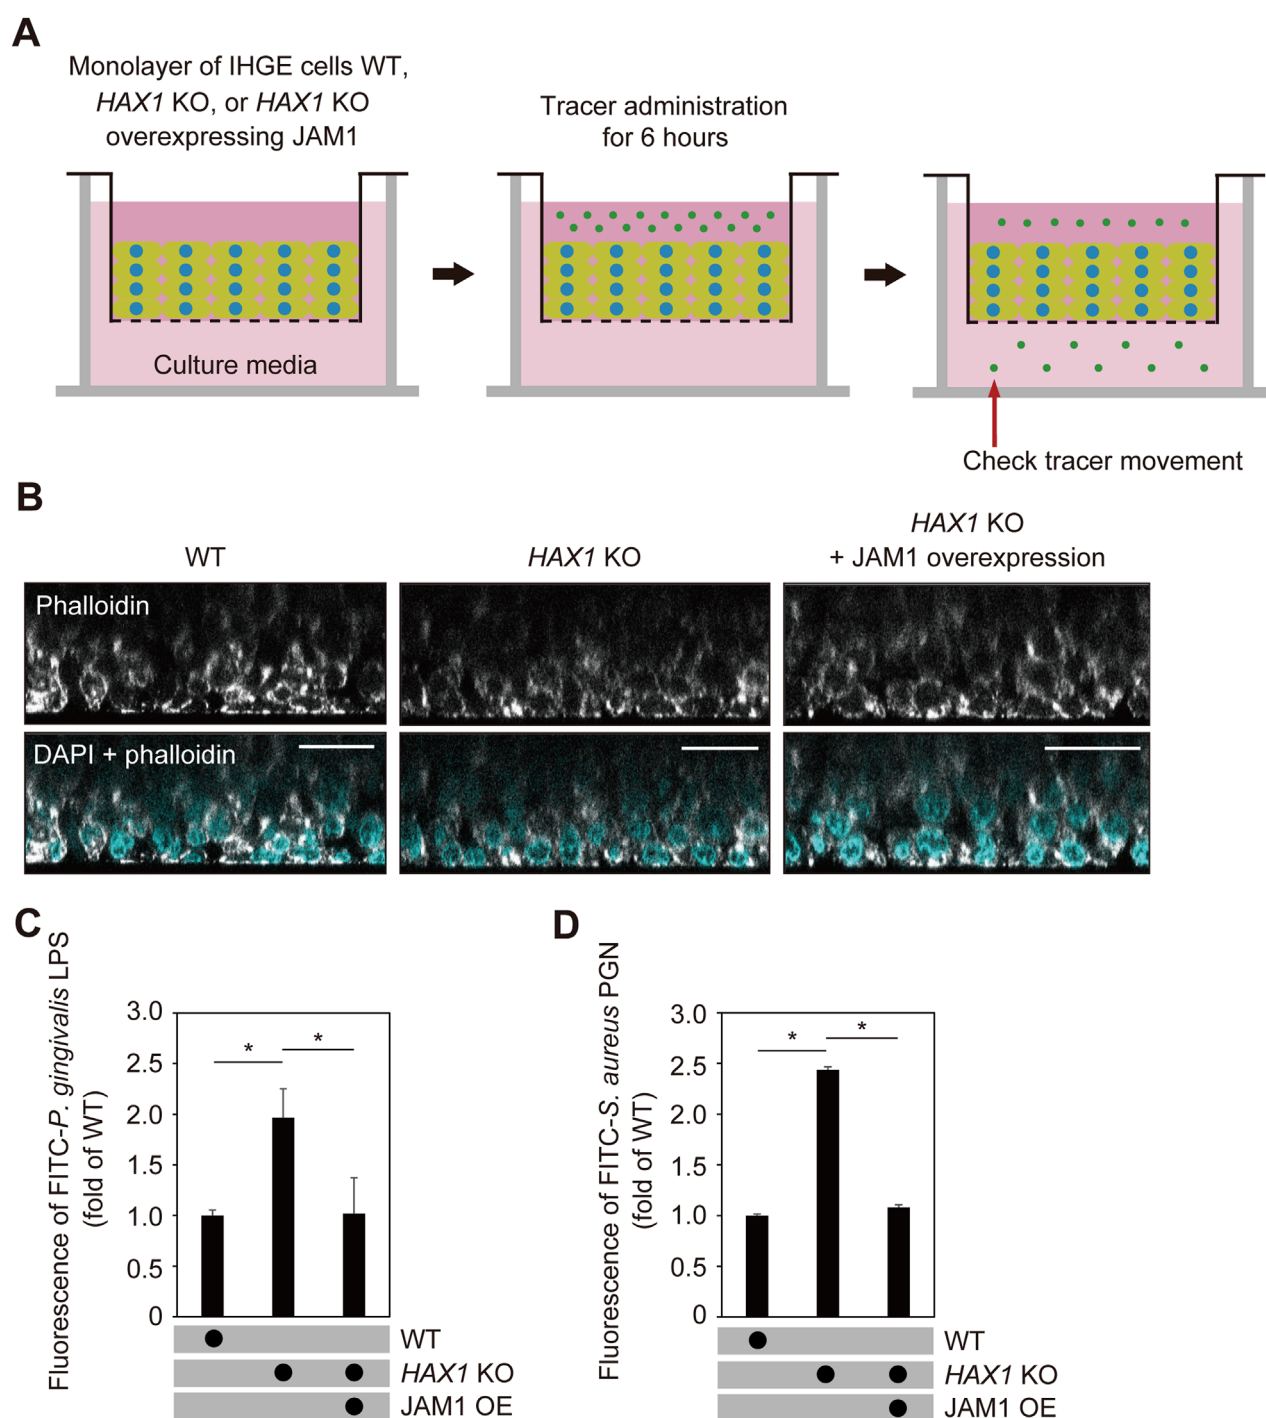 A
Monolayer of IHGE cells WT,
HAX1 KO, or HAX1 KO
overexpressing JAM1
Tracer administration
for 6 hours
Culture media
Check tracer movement
B
WT
HAX1 KO
HAX1 KO
+ JAM1 overexpression
Phalloidin
DAPI + phalloidin
C
Fluorescence of FITC-P. gingivalis LPS
(fold of WT)
3.0
2.5
2.0
1.5
1.0
0.5
0
*
*
WT
HAX1 KO
JAM1 OE
D
Fluorescence of FITC-S. aureus PGN
(fold of WT)
3.0
2.5
2.0
1.5
1.0
0.5
0
*
*
WT
HAX1 KO
JAM1 OE